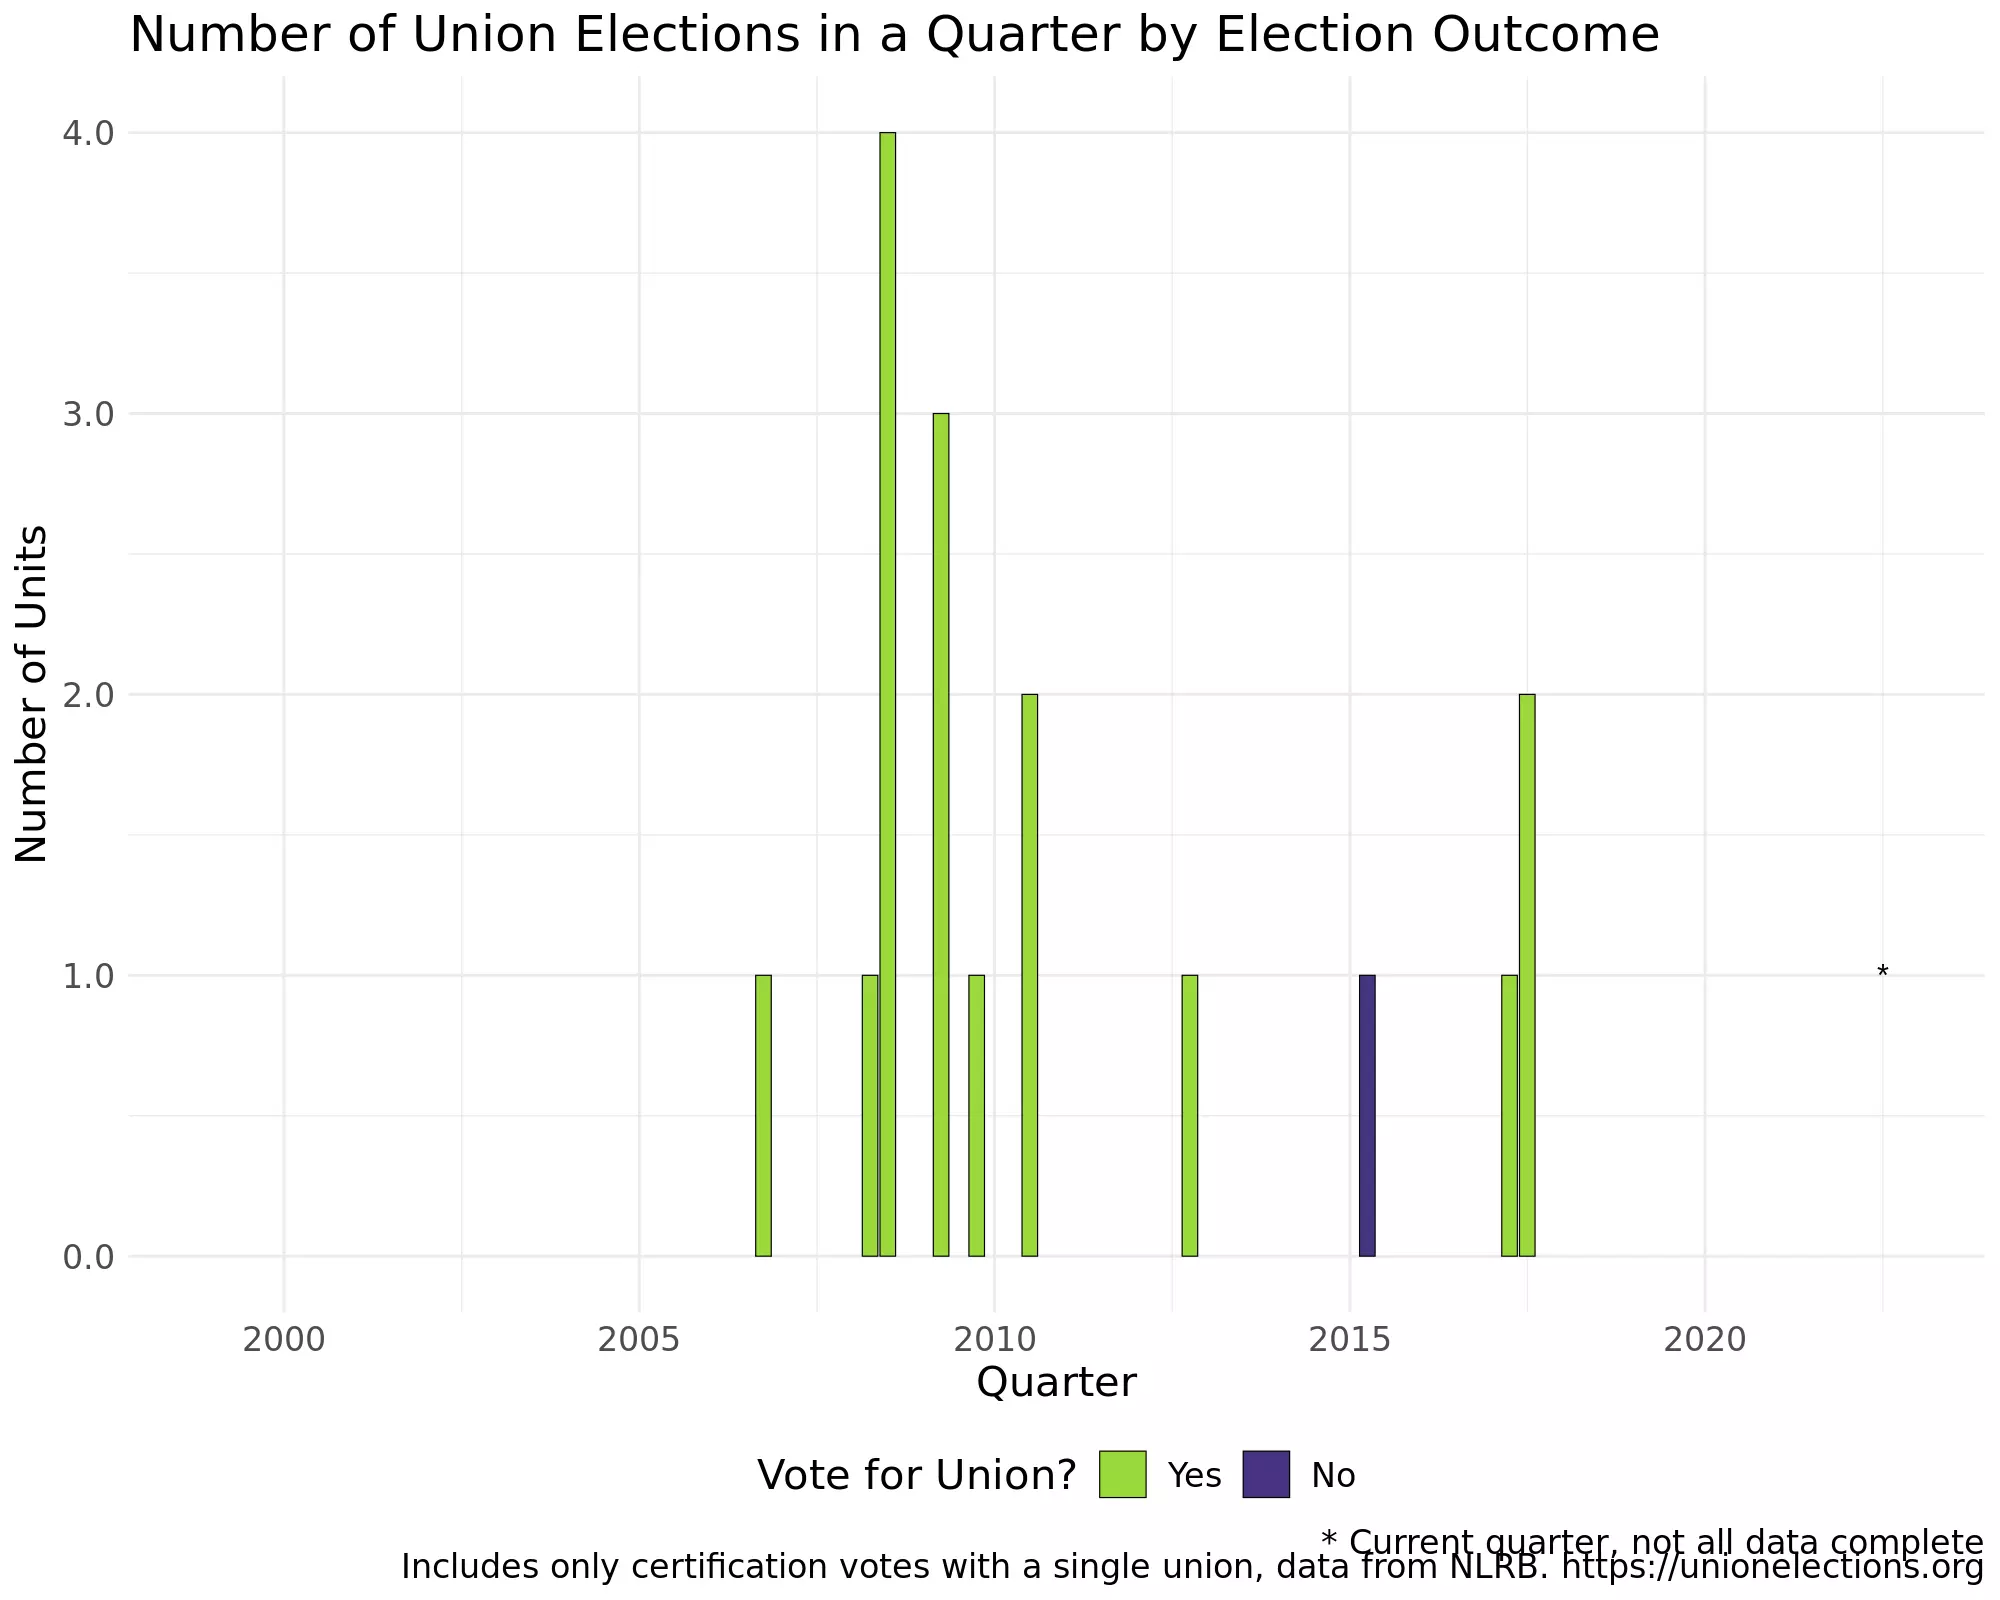 Number of Union Elections in a Quarter by Election Outcome
Number of Units
4.0
3.0
2.0
1.0
0.0
*
2000 2005 2010 2015 2020
Quarter
Vote for Union? Yes No
* Current quarter, not all data complete
Includes only certification votes with a single union, data from NLRB. https://unionelections.org